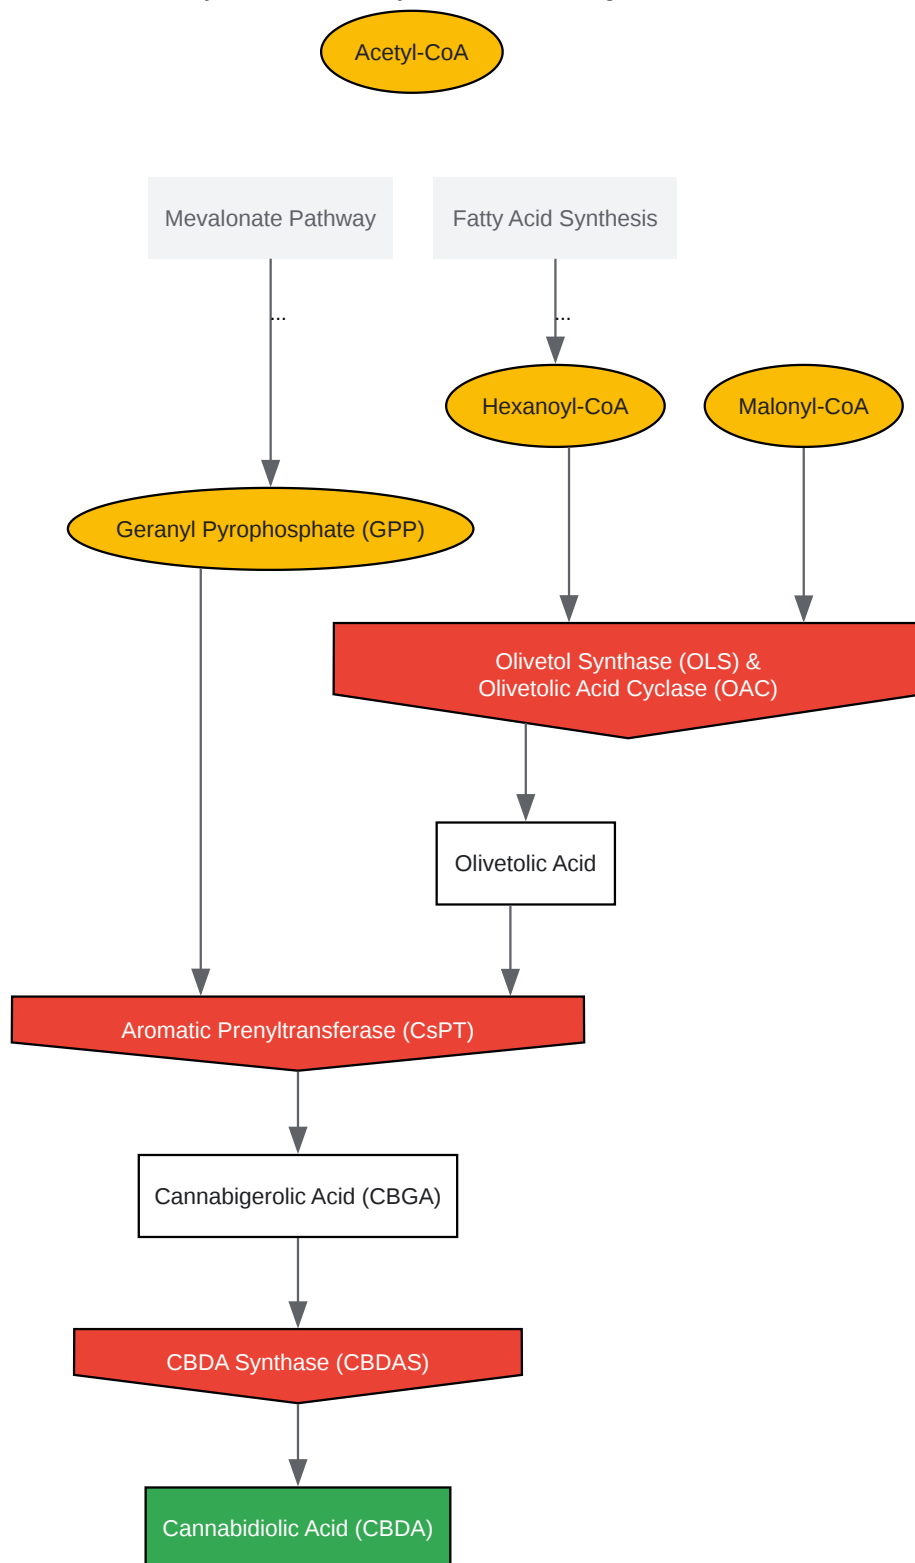 Acetyl-CoA
Mevalonate Pathway
Fatty Acid Synthesis
...
...
Hexanoyl-CoA
Malonyl-CoA
Geranyl Pyrophosphate (GPP)
Olivetol Synthase (OLS) &
Olivetolic Acid Cyclase (OAC)
Olivetolic Acid
Aromatic Prenyltransferase (CsPT)
Cannabigerolic Acid (CBGA)
CBDA Synthase (CBDAS)
Cannabidiolic Acid (CBDA)